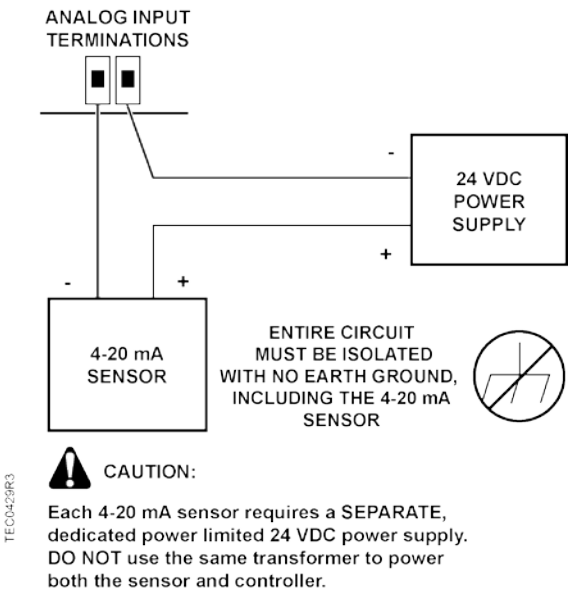 ANALOG INPUT
TERMINATIONS
-
24 VDC
POWER
SUPPLY
+
-
+
4-20 mA
SENSOR
ENTIRE CIRCUIT
MUST BE ISOLATED
WITH NO EARTH GROUND,
INCLUDING THE 4-20 mA
SENSOR
CAUTION:
Each 4-20 mA sensor requires a SEPARATE,
dedicated power limited 24 VDC power supply.
DO NOT use the same transformer to power
both the sensor and controller.
TEC0429R3